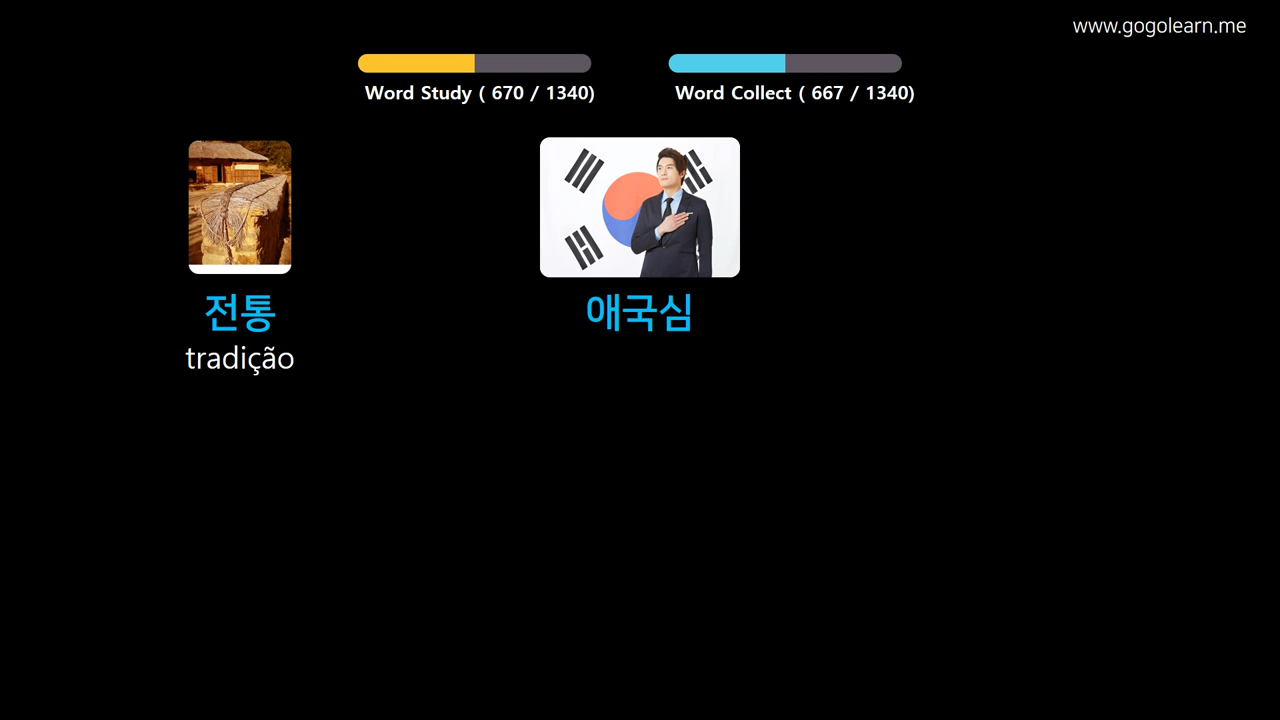 www.gogolearn.me
Word Study ( 670 / 1340)
Word Collect ( 667 / 1340)
전통
tradição
애국심